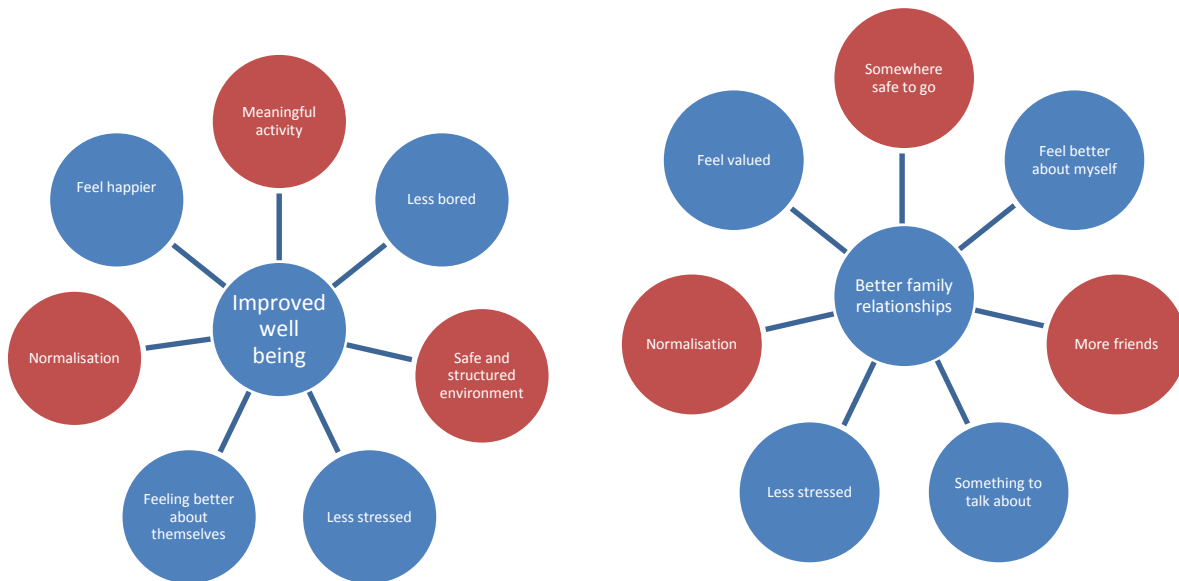 Meaningful
activity
Feel happier
Less bored
Improved
well
being
Normalisation
Safe and
structured
environment
Feeling better
about
themselves
Less stressed
Somewhere
safe to go
Feel valued
Feel better
about myself
Better family
relationships
Normalisation
More friends
Less stressed
Something to
talk about